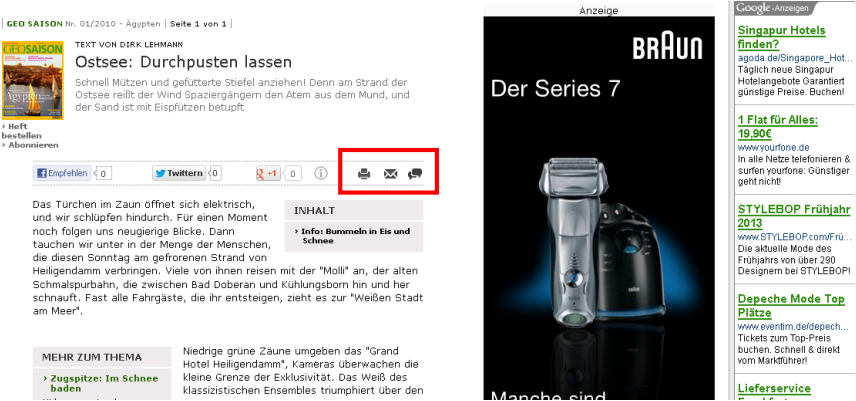 GEO SAISON Nr. 01/2010 - Ägypten | Seite 1 von 1 |
GEO SAISON
Ägypten
› Heft
bestellen
› Abonnieren
TEXT VON DIRK LEHMANN
Ostsee: Durchpusten lassen
Schnell Mützen und gefütterte Stiefel anziehen! Denn am Strand der
Ostsee reißt der Wind Spaziergängern den Atem aus dem Mund, und
der Sand ist mit Eispfützen betupft
Empfehlen 0
Twittern 0
+1 0
Das Türchen im Zaun öffnet sich elektrisch,
und wir schlüpfen hindurch. Für einen Moment
noch folgen uns neugierige Blicke. Dann
tauchen wir unter in der Menge der Menschen,
die diesen Sonntag am gefrorenen Strand von
Heiligendamm verbringen. Viele von ihnen reisen mit der "Molli" an, der alten
Schmalspurbahn, die zwischen Bad Doberan und Kühlungsborn hin und her
schnauft. Fast alle Fahrgäste, die ihr entsteigen, zieht es zur "Weißen Stadt
am Meer".
INHALT
› Info: Bummeln in Eis und
Schnee
MEHR ZUM THEMA
› Zugspitze: Im Schnee
baden
Niedrige grüne Zäune umgeben das "Grand
Hotel Heiligendamm", Kameras überwachen die
kleine Grenze der Exklusivität. Das Weiß des
klassizistischen Ensembles triumphiert über den
Anzeige
BRAUN
Der Series 7
Manche sind
Google-Anzeigen
Singapur Hotels
finden?
agoda.de/Singapore_Hot...
Täglich neue Singapur
Hotelangebote Garantiert
günstige Preise. Buchen!
1 Flat für Alles:
19,90€
www.yourfone.de
In alle Netze telefonieren &
surfen yourfone: Günstiger
geht nicht!
STYLEBOP Frühjahr
2013
www.STYLEBOP.com/Frü...
Die aktuelle Mode des
Frühjahrs von über 290
Designern bei STYLEBOP!
Depeche Mode Top
Plätze
www.eventim.de/depech...
Tickets zum Top-Preis
buchen. Schnell & direkt
vom Marktführer!
Lieferservice